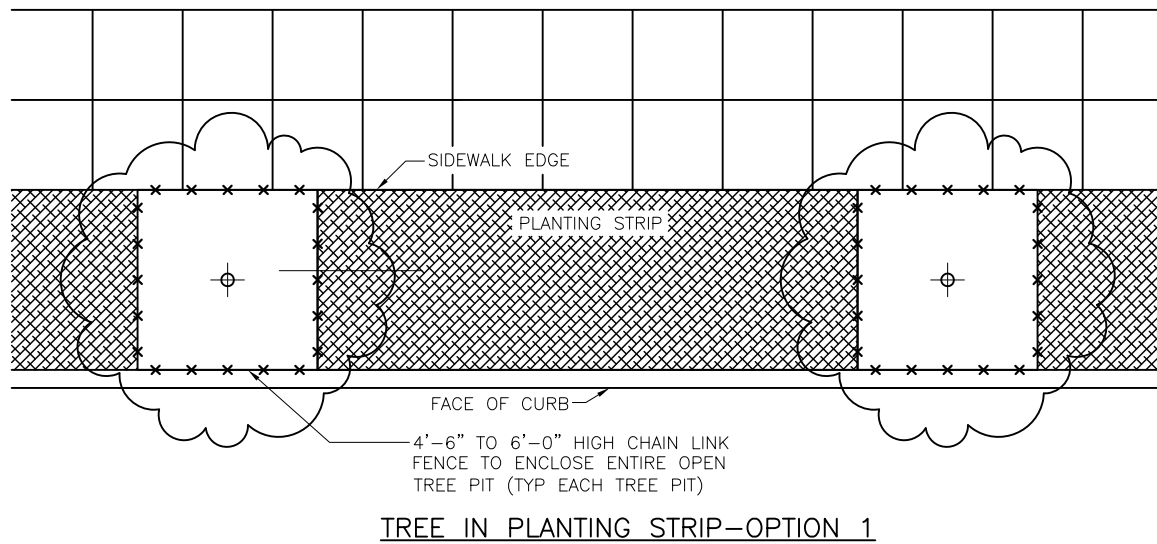 SIDEWALK EDGE
PLANTING STRIP
FACE OF CURB
4'-6" TO 6'-0" HIGH CHAIN LINK
FENCE TO ENCLOSE ENTIRE OPEN
TREE PIT (TYP EACH TREE PIT)
TREE IN PLANTING STRIP-OPTION 1